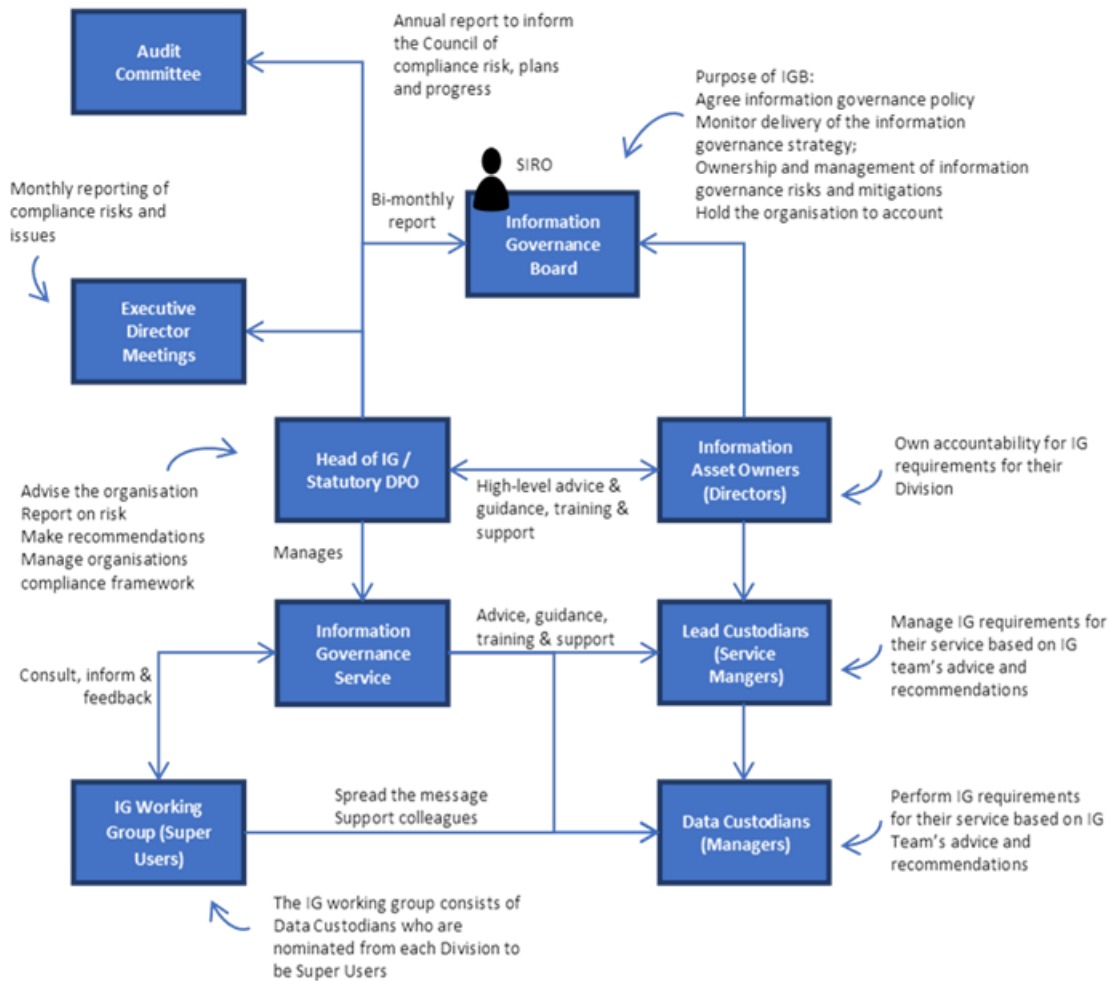 Audit
Committee
Annual report to inform
the Council of
compliance risk, plans
and progress
Purpose of IGB:
Agree information governance policy
Monitor delivery of the information
governance strategy;
Ownership and management of information
governance risks and mitigations
Hold the organisation to account
SIRO
Monthly reporting of
compliance risks and
issues
Bi-monthly
report
Information
Governance
Board
Executive
Director
Meetings
Head of IG /
Statutory DPO
Information
Asset Owners
(Directors)
Own accountability for IG
requirements for their
Division
High-level advice &
guidance, training &
support
Advise the organisation
Report on risk
Make recommendations
Manage organisations
compliance framework
Manages
Information
Governance
Service
Advice, guidance,
training & support
Lead Custodians
(Service
Mangers)
Manage IG requirements for
their service based on IG
team's advice and
recommendations
Consult, inform &
feedback
IG Working
Group (Super
Users)
Spread the message
Support colleagues
Data Custodians
(Managers)
Perform IG requirements
for their service based on IG
Team's advice and
recommendations
The IG working group consists of
Data Custodians who are
nominated from each Division to
be Super Users